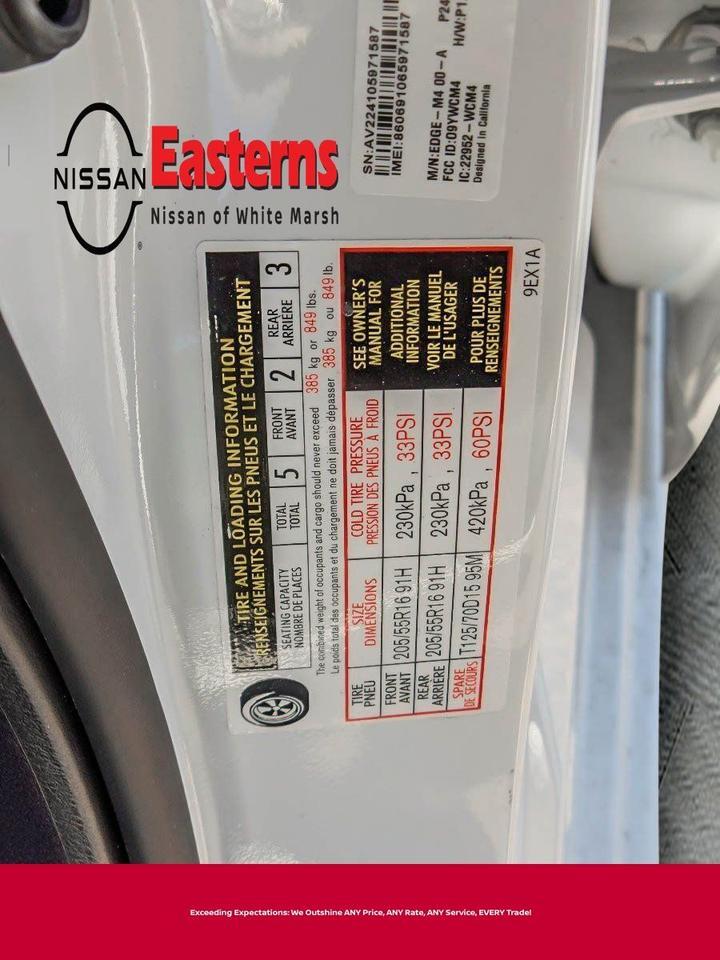 SN:AV224105971587
IMEI:860691065971587
M/N:EDGE-M4 00-A P24
FCC ID:09YWCM4 H/W:P1.
IC:22952-WCM4
Designed in California
NISSAN
Easterns
Nissan of White Marsh
TIRE AND LOADING INFORMATION
RENSEIGNEMENTS SUR LES PNEUS ET LE CHARGEMENT
SEATING CAPACITY TOTAL 5 FRONT 2 REAR 3
NOMBRE DE PLACES TOTAL AVANT ARRIÈRE
The combined weight of occupants and cargo should never exceed 385 kg or 849 lbs.
Le poids total des occupants et du chargement ne doit jamais dépasser 385 kg ou 849 lb.
TIRE SIZE COLD TIRE PRESSURE
PNEU DIMENSIONS PRESSION DES PNEUS À FROID
FRONT AVANT 205/55R16 91H 230kPa, 33PSI
REAR ARRIÈRE 205/55R16 91H 230kPa, 33PSI
SPARE DE SECOURS T125/70D15 95M 420kPa, 60PSI
SEE OWNER'S
MANUAL FOR
ADDITIONAL
INFORMATION
VOIR LE MANUEL
DE L'USAGER
POUR PLUS DE
RENSEIGNEMENTS
9EX1A
Exceeding Expectations: We Outshine ANY Price, ANY Rate, ANY Service, EVERY Trade!